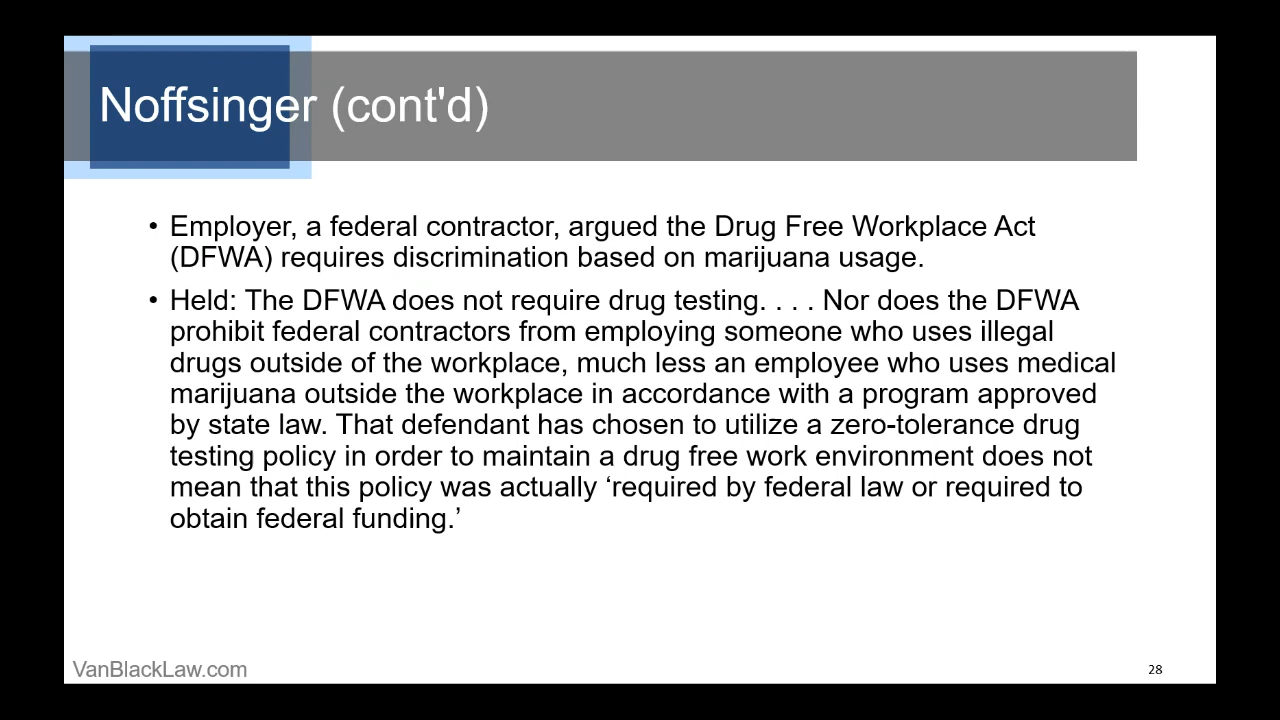 Noffsinger (cont'd)
• Employer, a federal contractor, argued the Drug Free Workplace Act
(DFWA) requires discrimination based on marijuana usage.
• Held: The DFWA does not require drug testing. . . . Nor does the DFWA
prohibit federal contractors from employing someone who uses illegal
drugs outside of the workplace, much less an employee who uses medical
marijuana outside the workplace in accordance with a program approved
by state law. That defendant has chosen to utilize a zero-tolerance drug
testing policy in order to maintain a drug free work environment does not
mean that this policy was actually ‘required by federal law or required to
obtain federal funding.’
VanBlackLaw.com
28